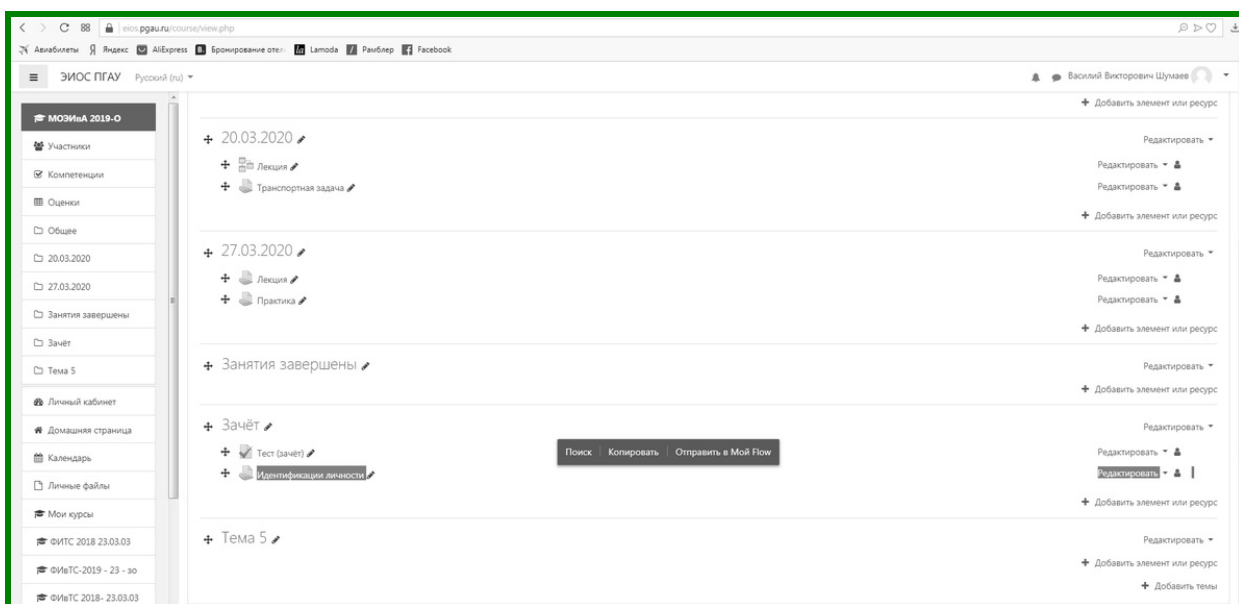 88 eios.pgau.ru/course/view.php
Авиабилеты Яндекс AliExpress Бронирование отел Lamoda Рамблер Facebook
ЭИОС ПГАУ Русский (ru) Василий Викторович Шумаев
МОЭИвА 2019-О
Участники
Компетенции
Оценки
Общее
20.03.2020
27.03.2020
Занятия завершены
Зачёт
Тема 5
Личный кабинет
Домашняя страница
Календарь
Личные файлы
Мои курсы
ФИТС 2018 23.03.03
ФИвТС-2019 - 23 - зо
ФИвТС 2018- 23.03.03
Добавить элемент или ресурс
20.03.2020 Редактировать
Лекция Редактировать
Транспортная задача Редактировать
Добавить элемент или ресурс
27.03.2020 Редактировать
Лекция Редактировать
Практика Редактировать
Добавить элемент или ресурс
Занятия завершены Редактировать
Добавить элемент или ресурс
Зачёт Редактировать
Тест (зачёт) Поиск Копировать Отправить в Мой Flow Редактировать
Идентификации личности Редактировать
Добавить элемент или ресурс
Тема 5 Редактировать
Добавить элемент или ресурс
Добавить темы